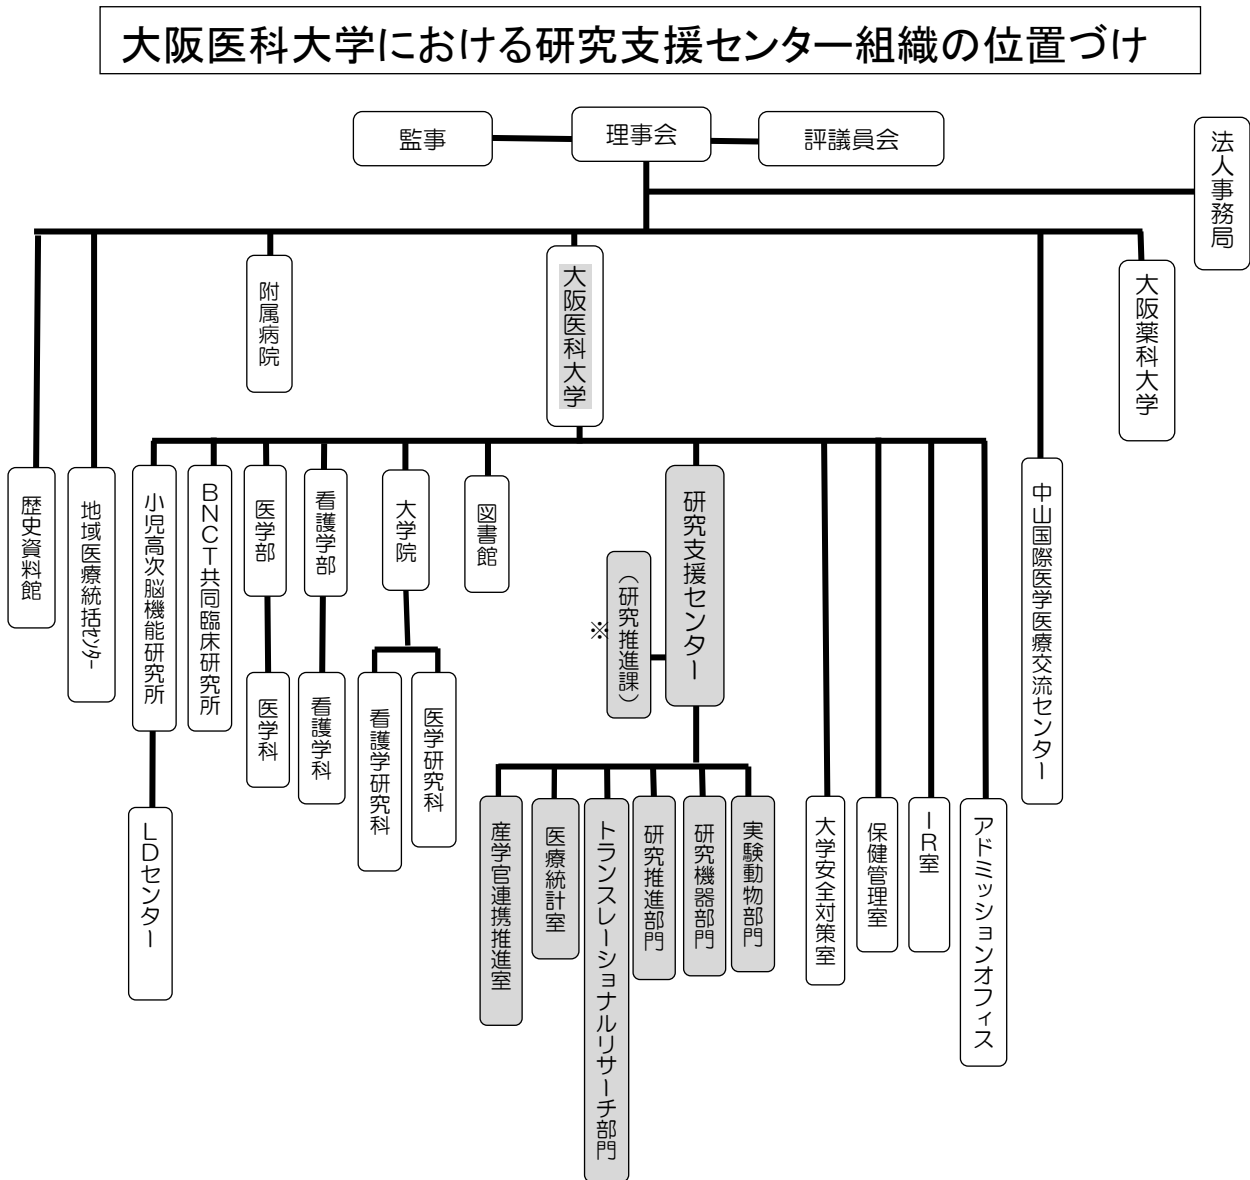 大阪医科大学における研究支援センター組織の位置づけ
監事
理事会
評議員会
法人事務局
附属病院
大阪医科大学
大阪薬科大学
歴史資料館
地域医療統括ｾﾝﾀｰ
小児高次脳機能研究所
BNCT共同臨床研究所
医学部
看護学部
大学院
図書館
研究支援センター
※
（研究推進課）
中山国際医学医療交流センター
医学科
看護学科
看護学研究科
医学研究科
LDセンター
産学官連携推進室
医療統計室
トランスレーショナルリサーチ部門
研究推進部門
研究機器部門
実験動物部門
大学安全対策室
保健管理室
IR室
アドミッションオフィス